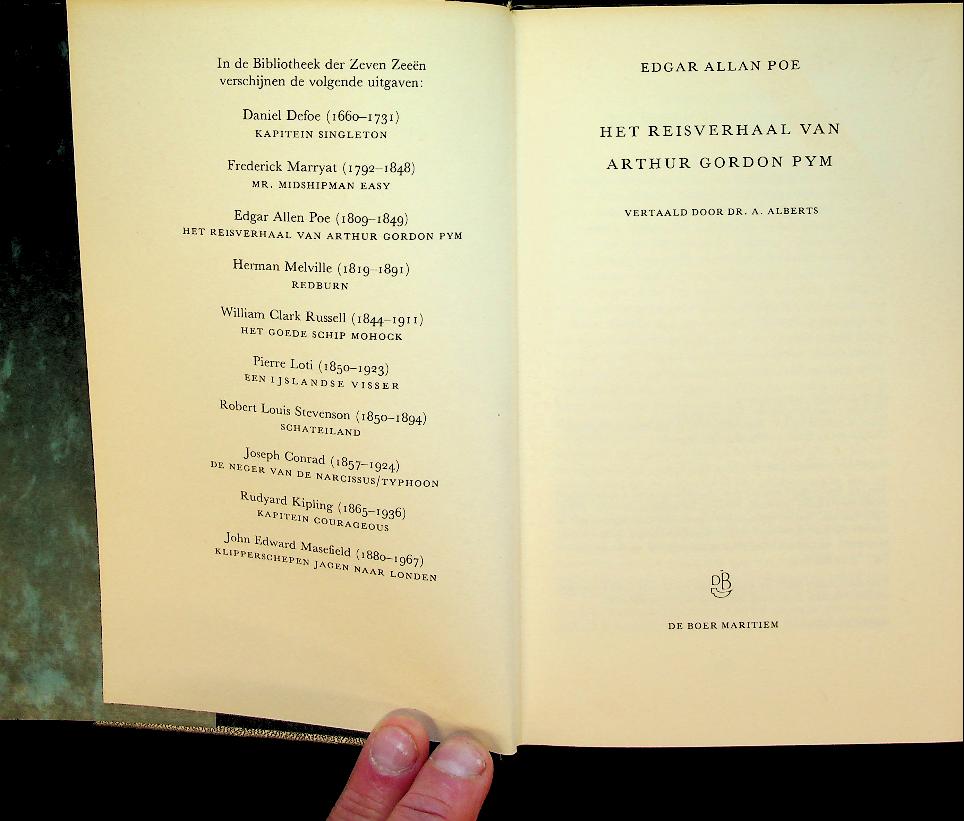 In de Bibliotheek der Zeven Zeeën
verschijnen de volgende uitgaven:
Daniel Defoe (1660–1731)
KAPITEIN SINGLETON
Frederick Marryat (1792–1848)
MR. MIDSHIPMAN EASY
Edgar Allen Poe (1809–1849)
HET REISVERHAAL VAN ARTHUR GORDON PYM
Herman Melville (1819–1891)
REDBURN
William Clark Russell (1844–1911)
HET GOEDE SCHIP MOHOCK
Pierre Loti (1850–1923)
EEN IJSLANDSE VISSER
Robert Louis Stevenson (1850–1894)
SCHATEILAND
Joseph Conrad (1857–1924)
DE NEGER VAN DE NARCISSUS/TYPHOON
Rudyard Kipling (1865–1936)
KAPITEIN COURAGEOUS
John Edward Masefield (1880–1967)
KLIPPERSCHEPEN JAGEN NAAR LONDEN
EDGAR ALLAN POE
HET REISVERHAAL VAN
ARTHUR GORDON PYM
VERTAALD DOOR DR. A. ALBERTS
DB
DE BOER MARITIEM